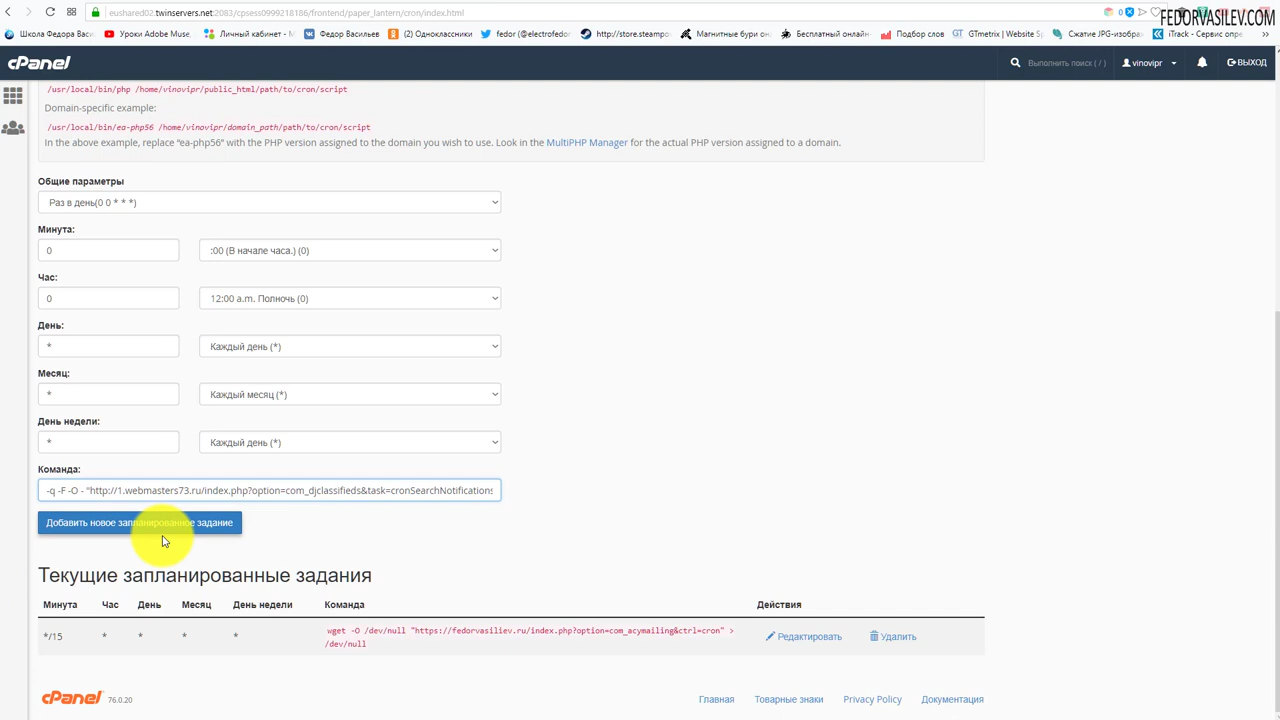 eushared02.twinservers.net:2083/cpsess0999218186/frontend/paper_lantern/cron/index.html
FEDORVASILEV.COM
Школа Федора Васи. Уроки Adobe Muse, Личный кабинет - M Федор Васильев (2) Одноклассники fedor (@electrofedor) http://store.steampo Магнитные бури он Бесплатный онлайн Подбор слов GTmetrix | Website S Сжатие JPG-изобра iTrack - Сервис опре.
cPanel Выполнить поиск ( / ) vinovipr ВЫХОД
/usr/local/bin/php /home/vinovipr/public_html/path/to/cron/script
Domain-specific example:
/usr/local/bin/ea-php56 /home/vinovipr/domain_path/path/to/cron/script
In the above example, replace “ea-php56” with the PHP version assigned to the domain you wish to use. Look in the MultiPHP Manager for the actual PHP version assigned to a domain.
Общие параметры
Раз в день(0 0 * * *)
Минута:
0 :00 (В начале часа.) (0)
Час:
0 12:00 a.m. Полночь (0)
День:
* Каждый день (*)
Месяц:
* Каждый месяц (*)
День недели:
* Каждый день (*)
Команда:
-q -F -O - "http://1.webmasters73.ru/index.php?option=com_djclassifieds&task=cronSearchNotifications
Добавить новое запланированное задание
Текущие запланированные задания
Минута Час День Месяц День недели Команда Действия
*/15 * * * * wget -O /dev/null "https://fedorvasiliev.ru/index.php?option=com_acymailing&ctrl=cron" > Редактировать Удалить
/dev/null
cPanel 76.0.20 Главная Товарные знаки Privacy Policy Документация